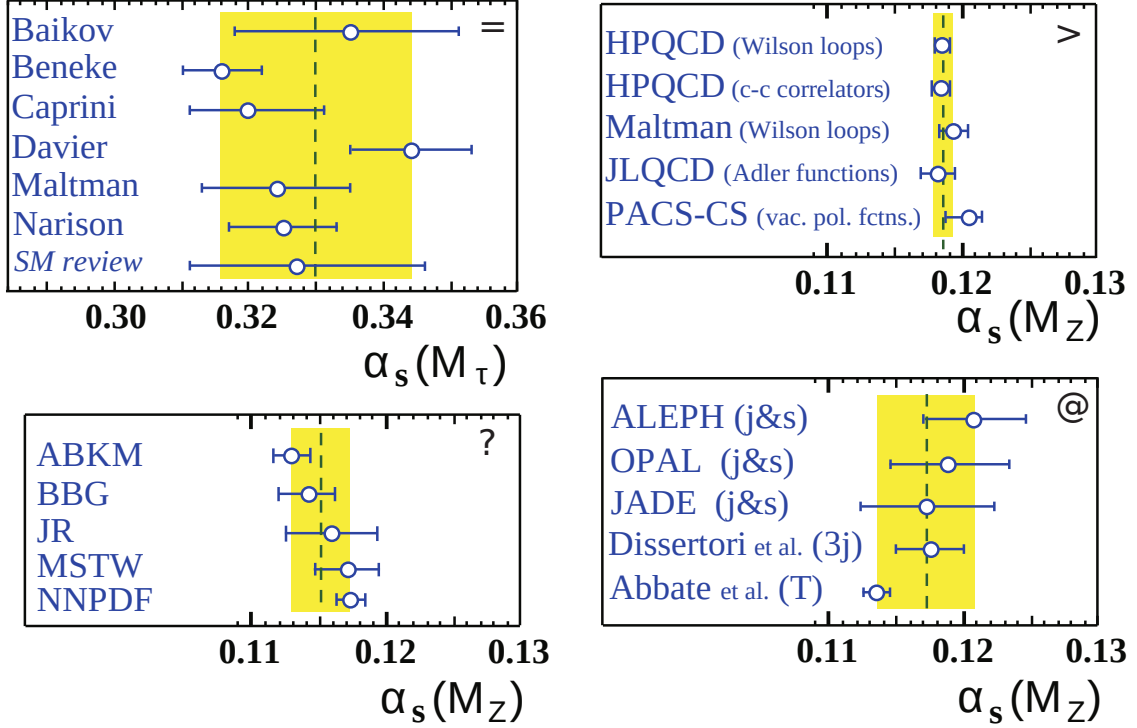 Baikov =
Beneke
Caprini
Davier
Maltman
Narison
SM review
0.30 0.32 0.34 0.36
αs(Mτ)
HPQCD (Wilson loops) >
HPQCD (c-c correlators)
Maltman (Wilson loops)
JLQCD (Adler functions)
PACS-CS (vac. pol. fctns.)
0.11 0.12 0.13
αs(MZ)
ABKM ?
BBG
JR
MSTW
NNPDF
0.11 0.12 0.13
αs(MZ)
ALEPH (j&s) @
OPAL (j&s)
JADE (j&s)
Dissertori et al. (3j)
Abbate et al. (T)
0.11 0.12 0.13
αs(MZ)